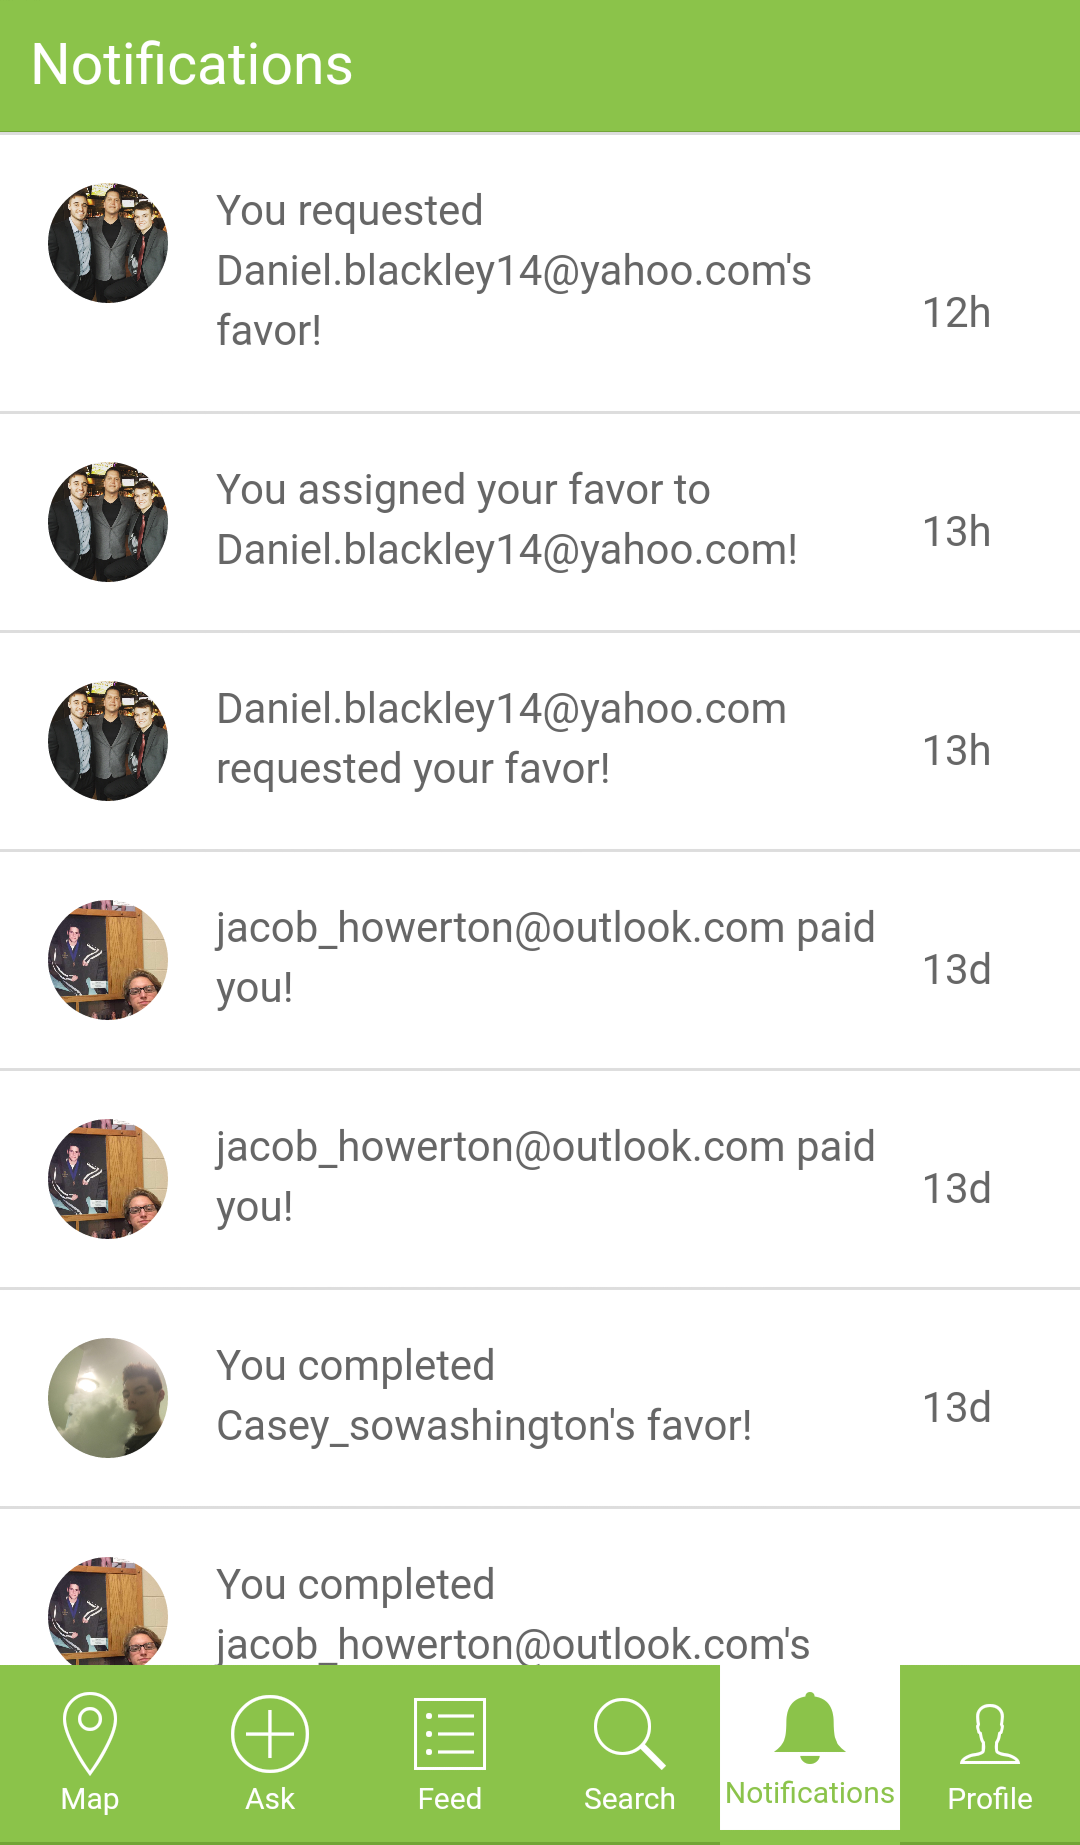 Notifications
You requested
Daniel.blackley14@yahoo.com's
favor!
12h
You assigned your favor to
Daniel.blackley14@yahoo.com!
13h
Daniel.blackley14@yahoo.com
requested your favor!
13h
jacob_howerton@outlook.com paid
you!
13d
jacob_howerton@outlook.com paid
you!
13d
You completed
Casey_sowashington's favor!
13d
You completed
jacob_howerton@outlook.com's
Map
Ask
Feed
Search
Notifications
Profile